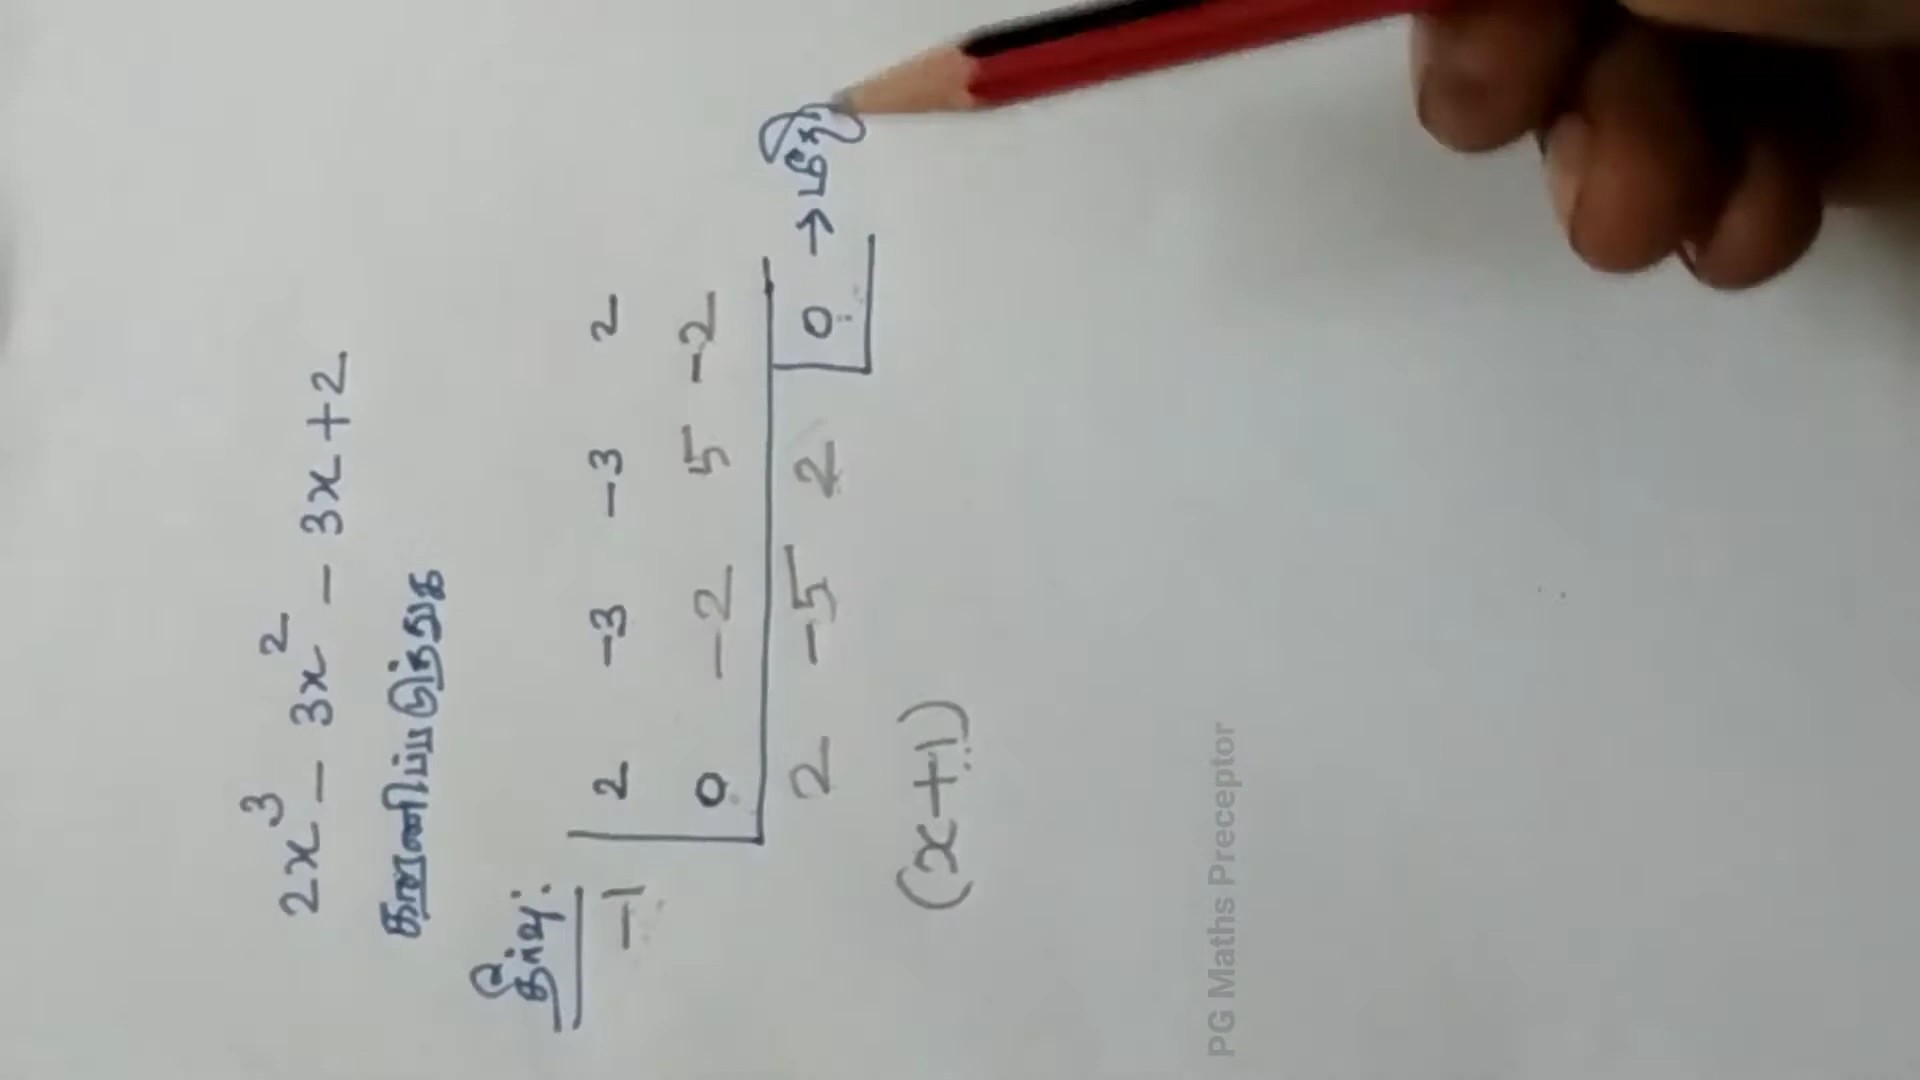 2x³ - 3x² - 3x + 2
காரணிப்படுத்துக
தீர்வு:
-1 2 -3 -3 2
0 -2 5 -2
2 -5 2 0 → மீதி
(x+1)
PG Maths Preceptor